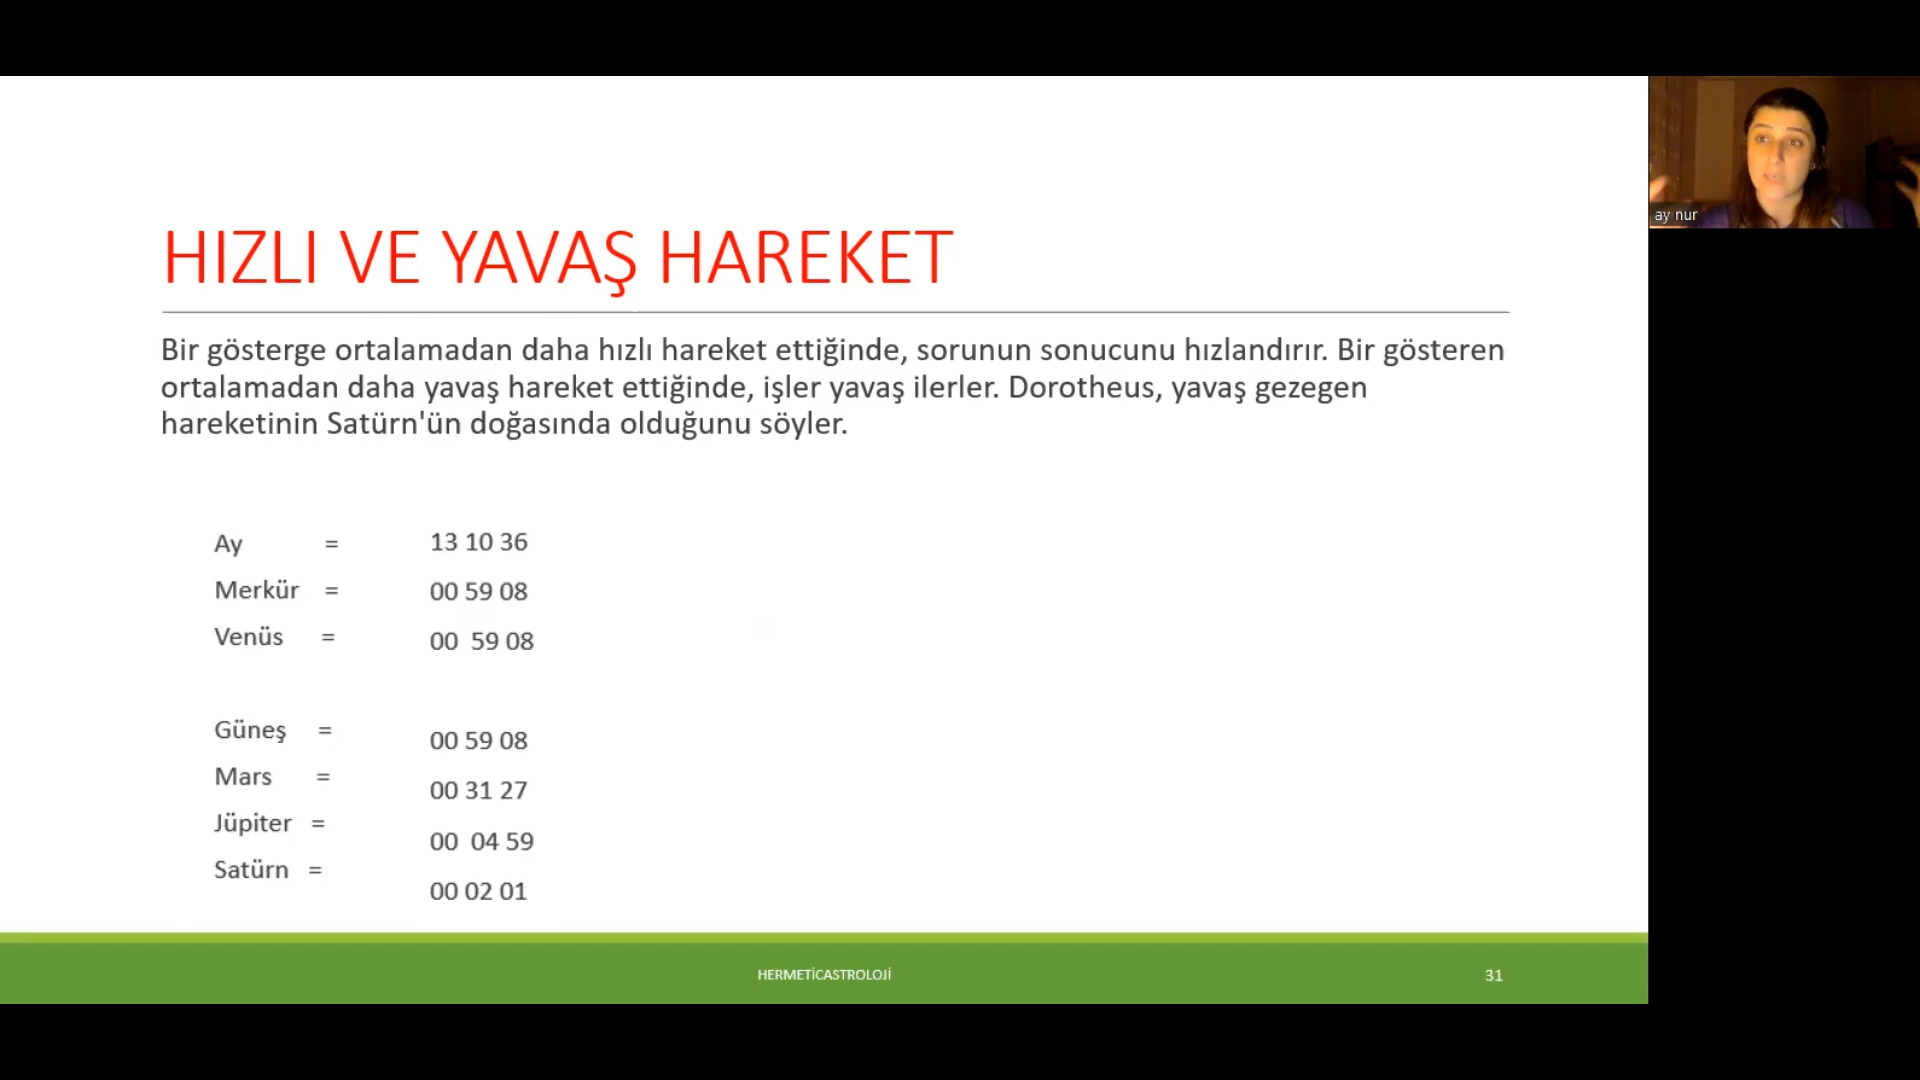 ay nur
HIZLI VE YAVAŞ HAREKET
Bir gösterge ortalamadan daha hızlı hareket ettiğinde, sorunun sonucunu hızlandırır. Bir gösteren
ortalamadan daha yavaş hareket ettiğinde, işler yavaş ilerler. Dorotheus, yavaş gezegen
hareketinin Satürn'ün doğasında olduğunu söyler.
Ay = 13 10 36
Merkür = 00 59 08
Venüs = 00 59 08
Güneş = 00 59 08
Mars = 00 31 27
Jüpiter = 00 04 59
Satürn = 00 02 01
HERMETİCASTROLOJİ
31